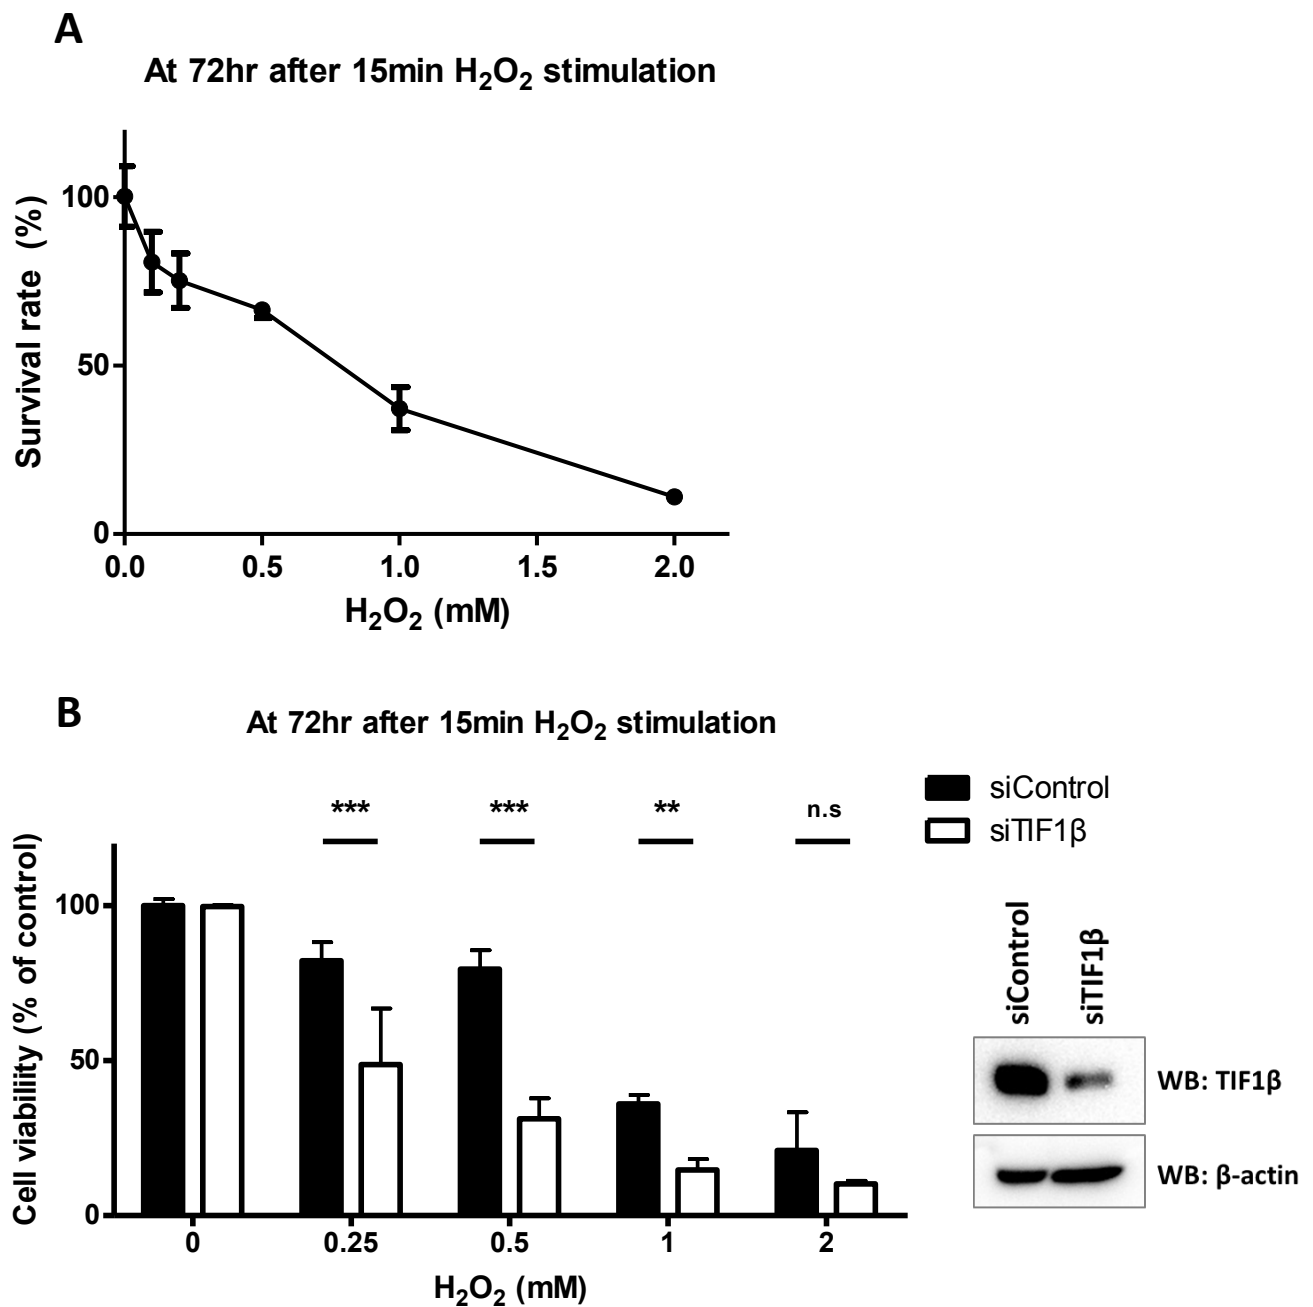 A
At 72hr after 15min H₂O₂ stimulation
Survival rate (%)
100
50
0
0.0 0.5 1.0 1.5 2.0
H₂O₂ (mM)
B
At 72hr after 15min H₂O₂ stimulation
*** *** ** n.s
siControl
siTIF1β
Cell viability (% of control)
100
50
0
0 0.25 0.5 1 2
H₂O₂ (mM)
siControl
siTIF1β
WB: TIF1β
WB: β-actin